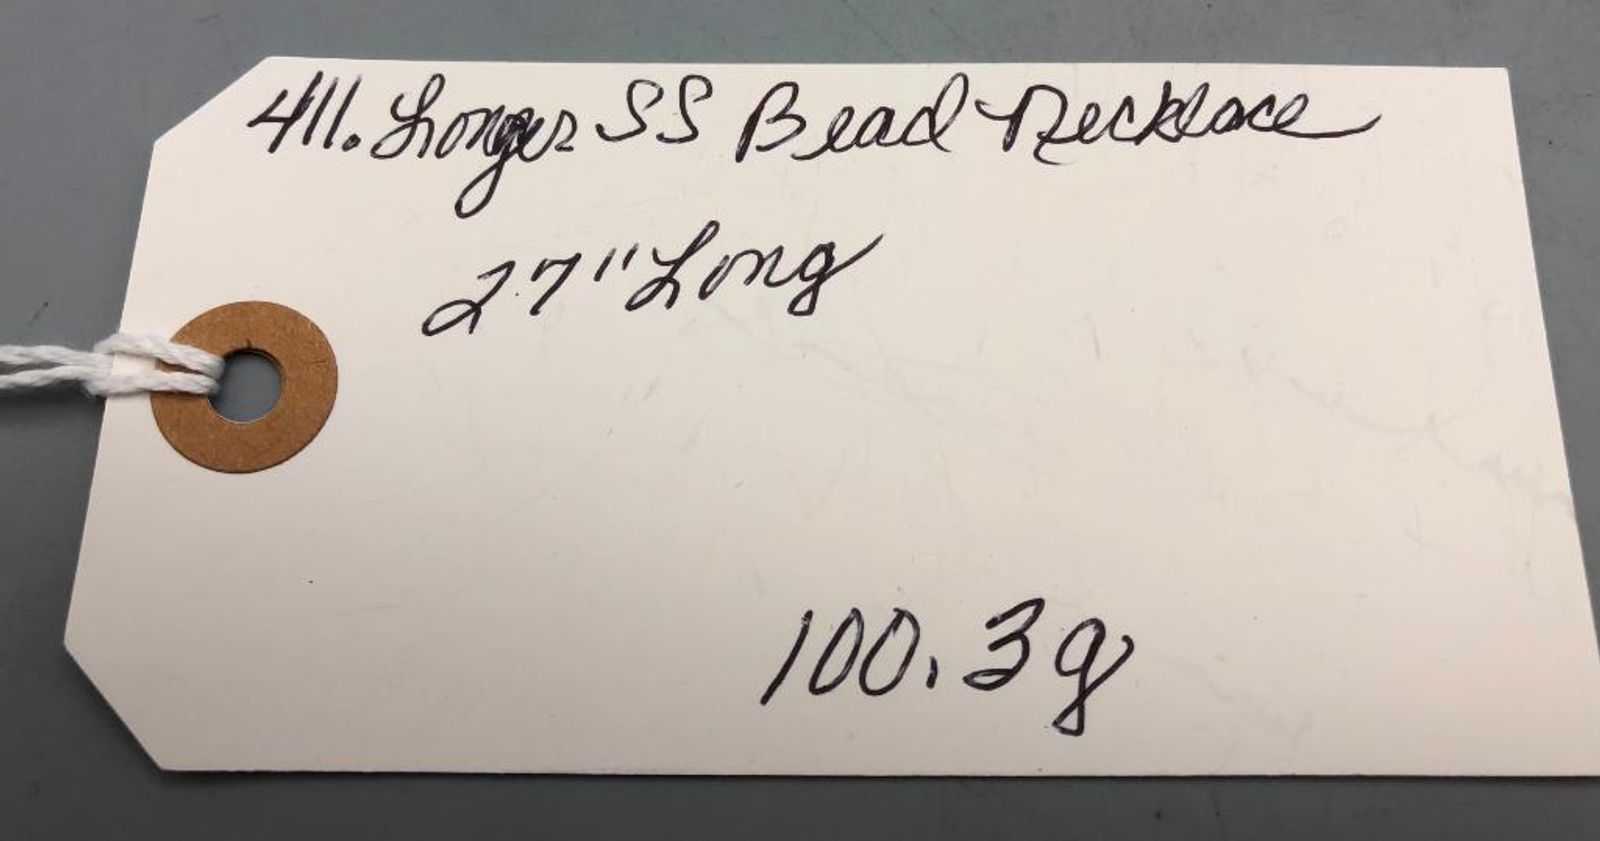 411. Longer SS Bead Necklace
27" Long
100.3g